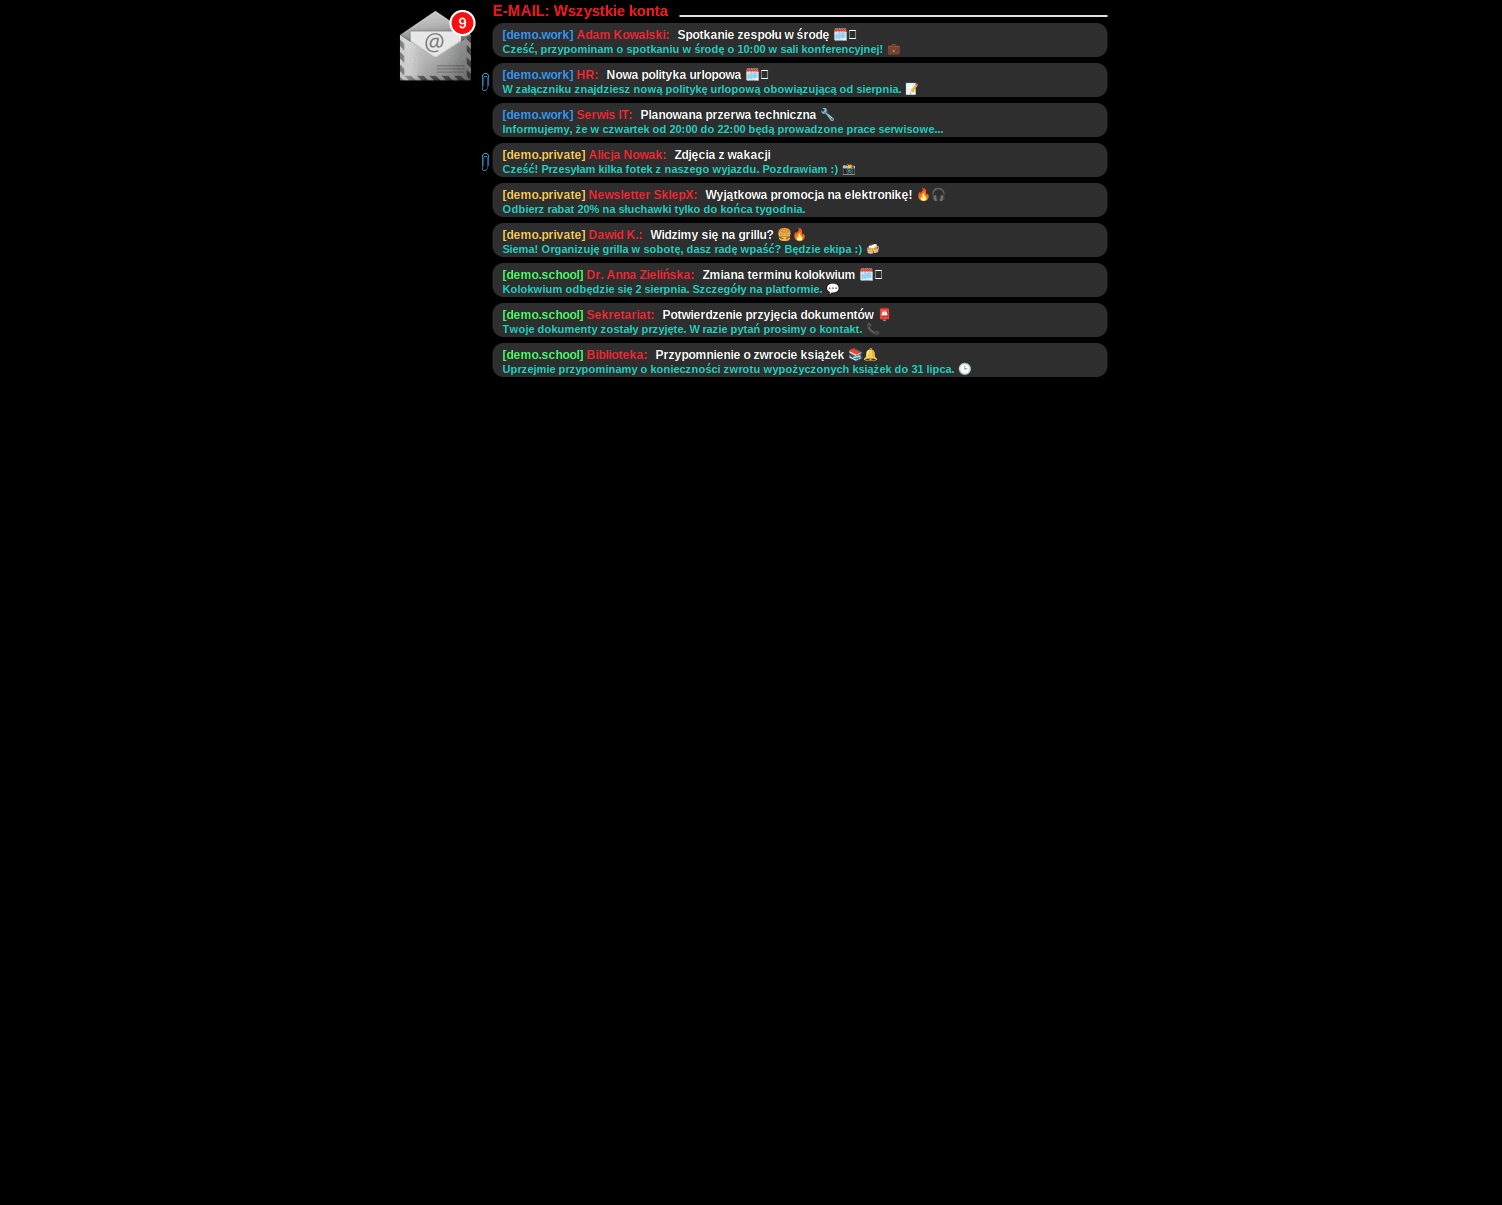 9
E-MAIL: Wszystkie konta
[demo.work] Adam Kowalski: Spotkanie zespołu w środę 🗓️
Cześć, przypominam o spotkaniu w środę o 10:00 w sali konferencyjnej! 💼
[demo.work] HR: Nowa polityka urlopowa 🗓️
W załączniku znajdziesz nową politykę urlopową obowiązującą od sierpnia. 📝
[demo.work] Serwis IT: Planowana przerwa techniczna 🔧
Informujemy, że w czwartek od 20:00 do 22:00 będą prowadzone prace serwisowe...
[demo.private] Alicja Nowak: Zdjęcia z wakacji
Cześć! Przesyłam kilka fotek z naszego wyjazdu. Pozdrawiam :) 📸
[demo.private] Newsletter SklepX: Wyjątkowa promocja na elektronikę! 🔥🎧
Odbierz rabat 20% na słuchawki tylko do końca tygodnia.
[demo.private] Dawid K.: Widzimy się na grillu? 🍔🔥
Siema! Organizuję grilla w sobotę, dasz radę wpaść? Będzie ekipa :) 🍻
[demo.school] Dr. Anna Zielińska: Zmiana terminu kolokwium 🗓️
Kolokwium odbędzie się 2 sierpnia. Szczegóły na platformie. 💬
[demo.school] Sekretariat: Potwierdzenie przyjęcia dokumentów 📮
Twoje dokumenty zostały przyjęte. W razie pytań prosimy o kontakt. 📞
[demo.school] Biblioteka: Przypomnienie o zwrocie książek 📚🔔
Uprzejmie przypominamy o konieczności zwrotu wypożyczonych książek do 31 lipca. 🕒